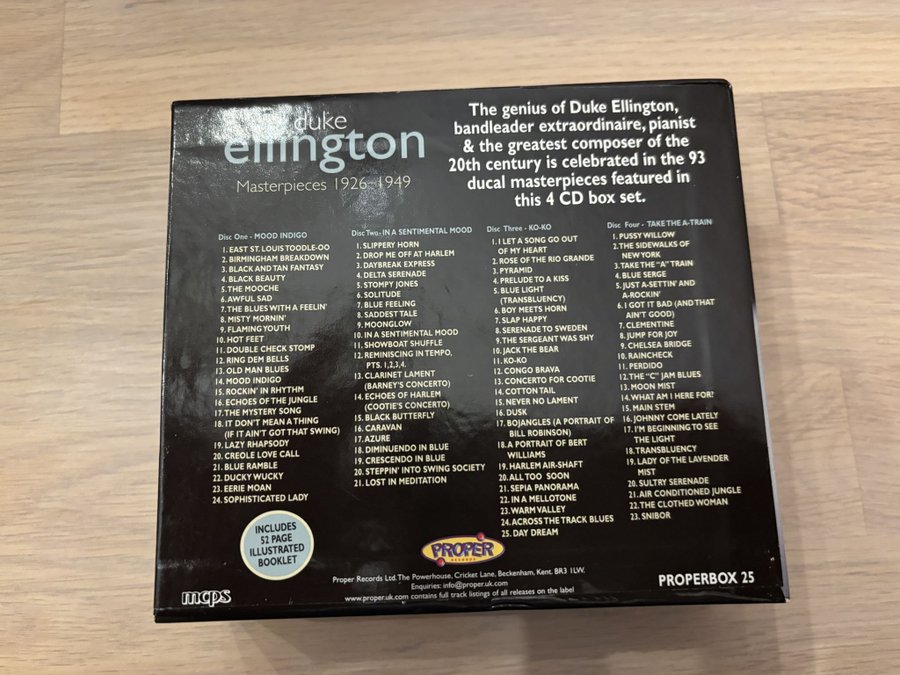 duke
ellington
Masterpieces 1926-1949
The genius of Duke Ellington,
bandleader extraordinaire, pianist
& the greatest composer of the
20th century is celebrated in the 93
ducal masterpieces featured in
this 4 CD box set.
Disc One - MOOD INDIGO
1. EAST ST. LOUIS TOODLE-OO
2. BIRMINGHAM BREAKDOWN
3. BLACK AND TAN FANTASY
4. BLACK BEAUTY
5. THE MOOCHE
6. AWFUL SAD
7. THE BLUES WITH A FEELIN'
8. MISTY MORNIN'
9. FLAMING YOUTH
10. HOT FEET
11. DOUBLE CHECK STOMP
12. RING DEM BELLS
13. OLD MAN BLUES
14. MOOD INDIGO
15. ROCKIN' IN RHYTHM
16. ECHOES OF THE JUNGLE
17. THE MYSTERY SONG
18. IT DON'T MEAN A THING
(IF IT AIN'T GOT THAT SWING)
19. LAZY RHAPSODY
20. CREOLE LOVE CALL
21. BLUE RAMBLE
22. DUCKY WUCKY
23. EERIE MOAN
24. SOPHISTICATED LADY
Disc Two - IN A SENTIMENTAL MOOD
1. SLIPPERY HORN
2. DROP ME OFF AT HARLEM
3. DAYBREAK EXPRESS
4. DELTA SERENADE
5. STOMPY JONES
6. SOLITUDE
7. BLUE FEELING
8. SADDEST TALE
9. MOONGLOW
10. IN A SENTIMENTAL MOOD
11. SHOWBOAT SHUFFLE
12. REMINISCING IN TEMPO,
PTS. 1,2,3,4.
13. CLARINET LAMENT
(BARNEY'S CONCERTO)
14. ECHOES OF HARLEM
(COOTIE'S CONCERTO)
15. BLACK BUTTERFLY
16. CARAVAN
17. AZURE
18. DIMINUENDO IN BLUE
19. CRESCENDO IN BLUE
20. STEPPIN' INTO SWING SOCIETY
21. LOST IN MEDITATION
Disc Three - KO-KO
1. I LET A SONG GO OUT
OF MY HEART
2. ROSE OF THE RIO GRANDE
3. PYRAMID
4. PRELUDE TO A KISS
5. BLUE LIGHT
(TRANSBLUENCY)
6. BOY MEETS HORN
7. SLAP HAPPY
8. SERENADE TO SWEDEN
9. THE SERGEANT WAS SHY
10. JACK THE BEAR
11. KO-KO
12. CONGO BRAVA
13. CONCERTO FOR COOTIE
14. COTTON TAIL
15. NEVER NO LAMENT
16. DUSK
17. BOJANGLES (A PORTRAIT OF
BILL ROBINSON)
18. A PORTRAIT OF BERT
WILLIAMS
19. HARLEM AIR-SHAFT
20. ALL TOO SOON
21. SEPIA PANORAMA
22. IN A MELLOTONE
23. WARM VALLEY
24. ACROSS THE TRACK BLUES
25. DAY DREAM
Disc Four - TAKE THE A-TRAIN
1. PUSSY WILLOW
2. THE SIDEWALKS OF
NEW YORK
3. TAKE THE "A" TRAIN
4. BLUE SERGE
5. JUST A-SETTIN' AND
A-ROCKIN'
6. I GOT IT BAD (AND THAT
AIN'T GOOD)
7. CLEMENTINE
8. JUMP FOR JOY
9. CHELSEA BRIDGE
10. RAINCHECK
11. PERDIDO
12. THE "C" JAM BLUES
13. MOON MIST
14. WHAT AM I HERE FOR?
15. MAIN STEM
16. JOHNNY COME LATELY
17. I'M BEGINNING TO SEE
THE LIGHT
18. TRANSBLUENCY
19. LADY OF THE LAVENDER
MIST
20. SULTRY SERENADE
21. AIR CONDITIONED JUNGLE
22. THE CLOTHED WOMAN
23. SNIBOR
INCLUDES
52 PAGE
ILLUSTRATED
BOOKLET
PROPER
RECORDS
Proper Records Ltd. The Powerhouse, Cricket Lane, Beckenham, Kent. BR3 1LW.
Enquiries: info@proper.uk.com
www.proper.uk.com contains full track listings of all releases on the label
mcps
PROPERBOX 25